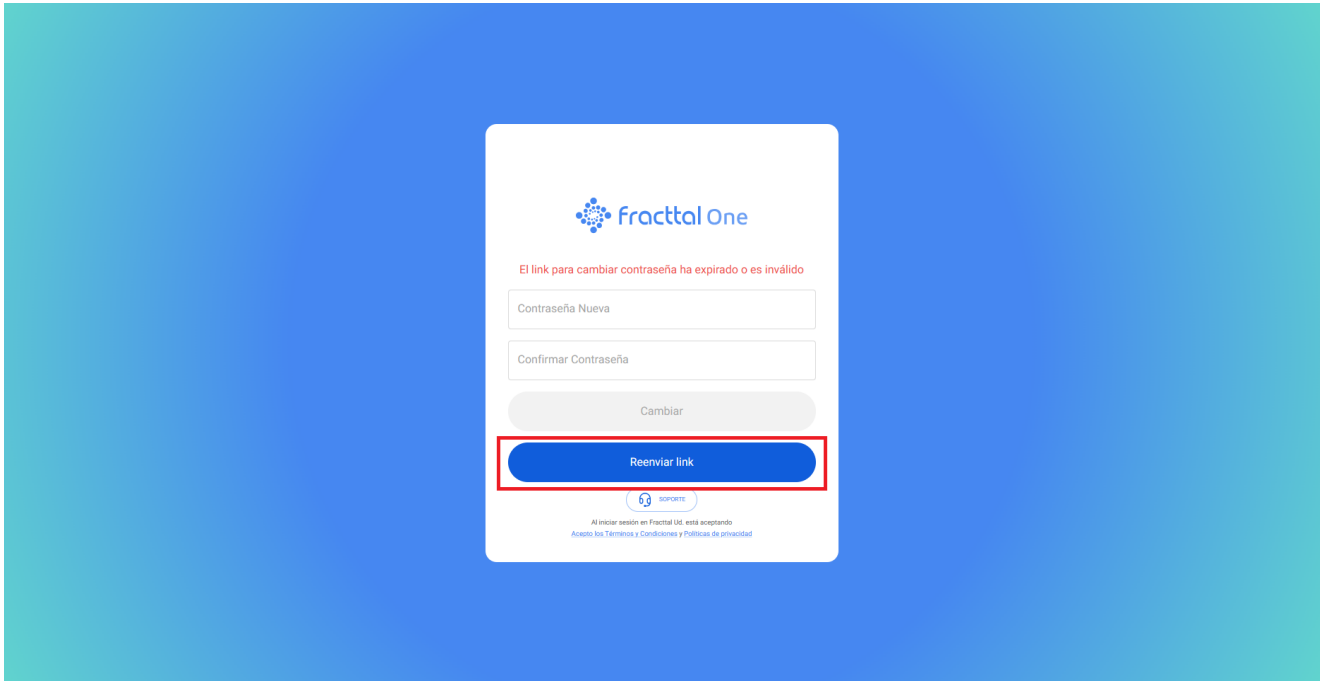 fracttal One
El link para cambiar contraseña ha expirado o es inválido
Contraseña Nueva
Confirmar Contraseña
Cambiar
Reenviar link
SOPORTE
Al iniciar sesión en Fracttal Ud. está aceptando
Acepto los Términos y Condiciones y Políticas de privacidad